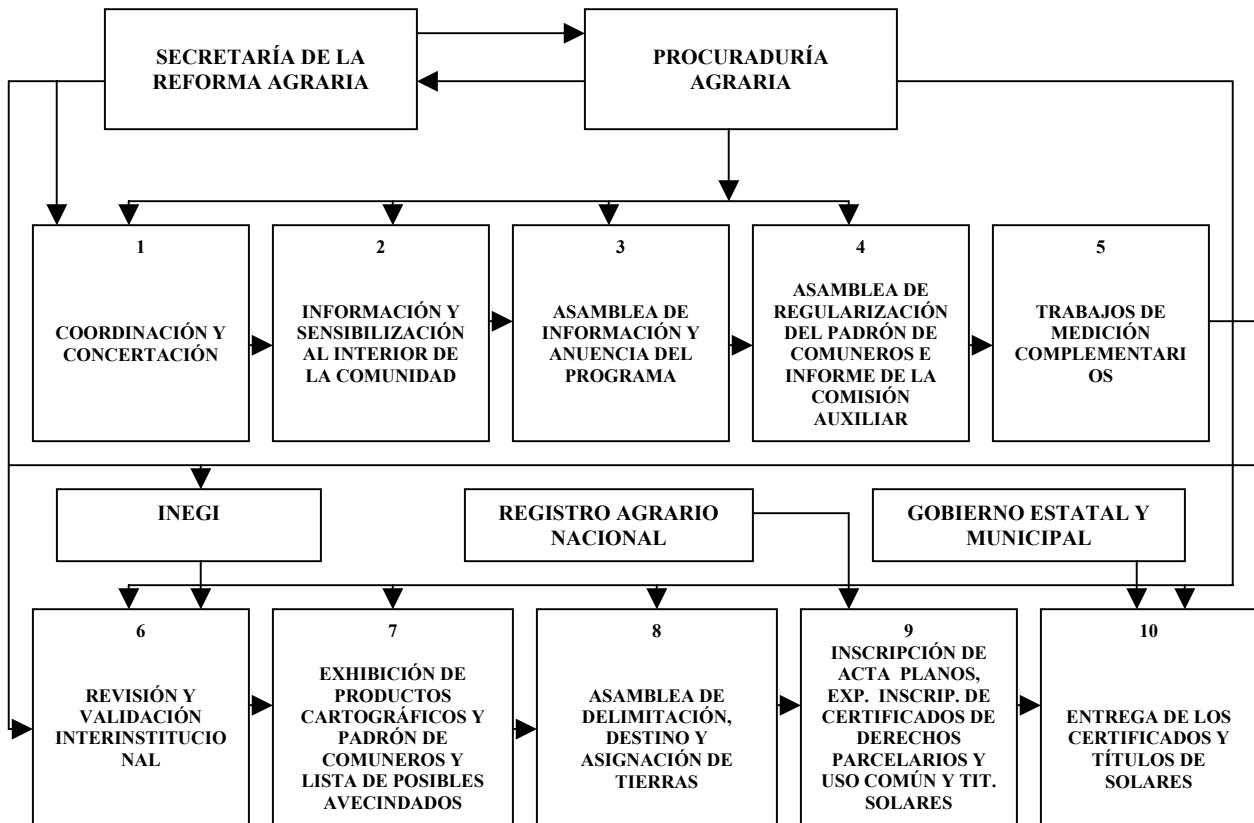 SECRETARÍA DE LA
REFORMA AGRARIA
PROCURADURÍA
AGRARIA
1
COORDINACIÓN Y
CONCERTACIÓN
2
INFORMACIÓN Y
SENSIBILIZACIÓN
AL INTERIOR DE
LA COMUNIDAD
3
ASAMBLEA DE
INFORMACIÓN Y
ANUENCIA DEL
PROGRAMA
4
ASAMBLEA DE
REGULARIZACIÓN
DEL PADRÓN DE
COMUNEROS E
INFORME DE LA
COMISIÓN
AUXILIAR
5
TRABAJOS DE
MEDICIÓN
COMPLEMENTARI
OS
INEGI
REGISTRO AGRARIO
NACIONAL
GOBIERNO ESTATAL Y
MUNICIPAL
6
REVISIÓN Y
VALIDACIÓN
INTERINSTITUCIO
NAL
7
EXHIBICIÓN DE
PRODUCTOS
CARTOGRÁFICOS Y
PADRÓN DE
COMUNEROS Y
LISTA DE POSIBLES
AVECINDADOS
8
ASAMBLEA DE
DELIMITACIÓN,
DESTINO Y
ASIGNACIÓN DE
TIERRAS
9
INSCRIPCIÓN DE
ACTA PLANOS,
EXP. INSCRIP. DE
CERTIFICADOS DE
DERECHOS
PARCELARIOS Y
USO COMÚN Y TIT.
SOLARES
10
ENTREGA DE LOS
CERTIFICADOS Y
TÍTULOS DE
SOLARES